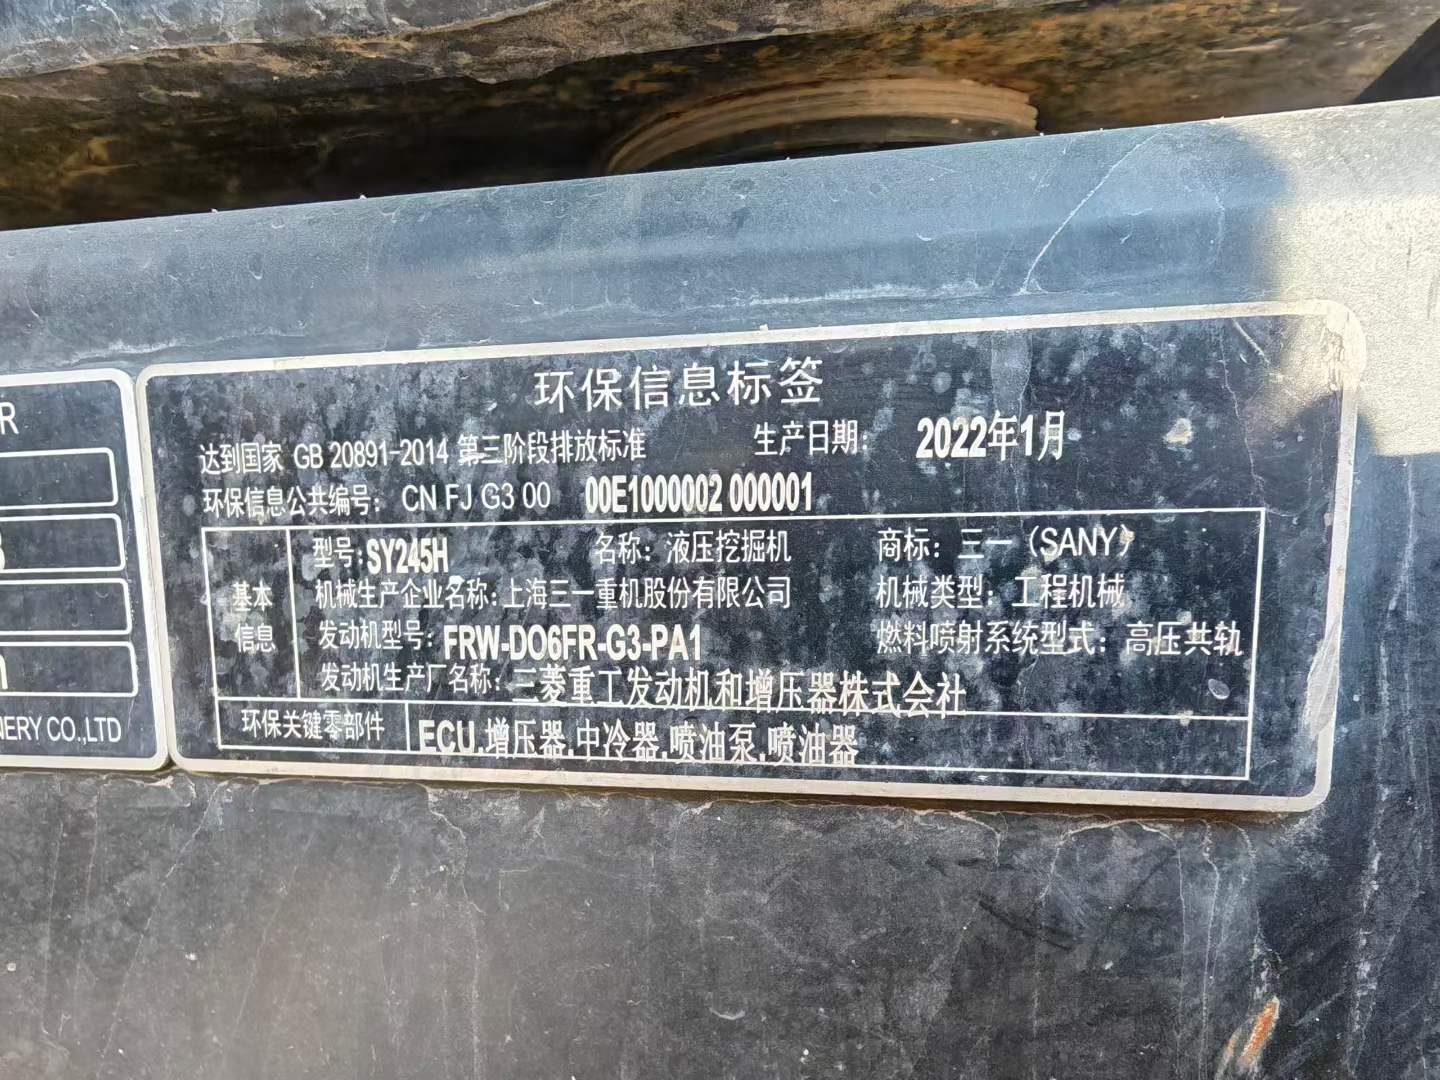 环保信息标签
达到国家 GB 20891-2014 第三阶段排放标准 生产日期: 2022年1月
环保信息公共编号: CN FJ G3 00 00E1000002 000001
基本信息
型号:SY245H 名称:液压挖掘机 商标:三一(SANY)
机械生产企业名称:上海三一重机股份有限公司 机械类型:工程机械
发动机型号:FRW-DO6FR-G3-PA1 燃料喷射系统型式:高压共轨
发动机生产厂名称:三菱重工发动机和增压器株式会社
环保关键零部件 ECU,增压器,中冷器,喷油泵,喷油器
CO.,LTD